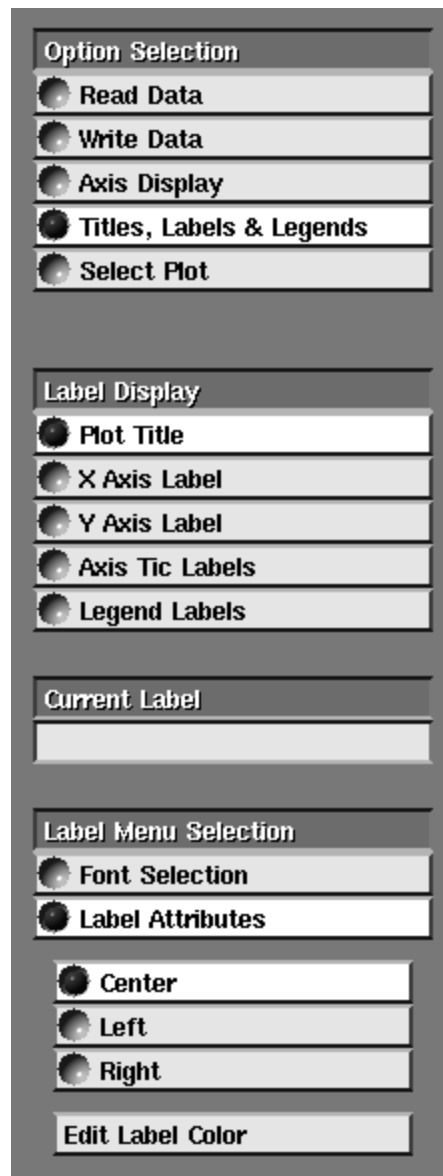 Option Selection
Read Data
Write Data
Axis Display
Titles, Labels & Legends
Select Plot
Label Display
Plot Title
X Axis Label
Y Axis Label
Axis Tic Labels
Legend Labels
Current Label
Label Menu Selection
Font Selection
Label Attributes
Center
Left
Right
Edit Label Color